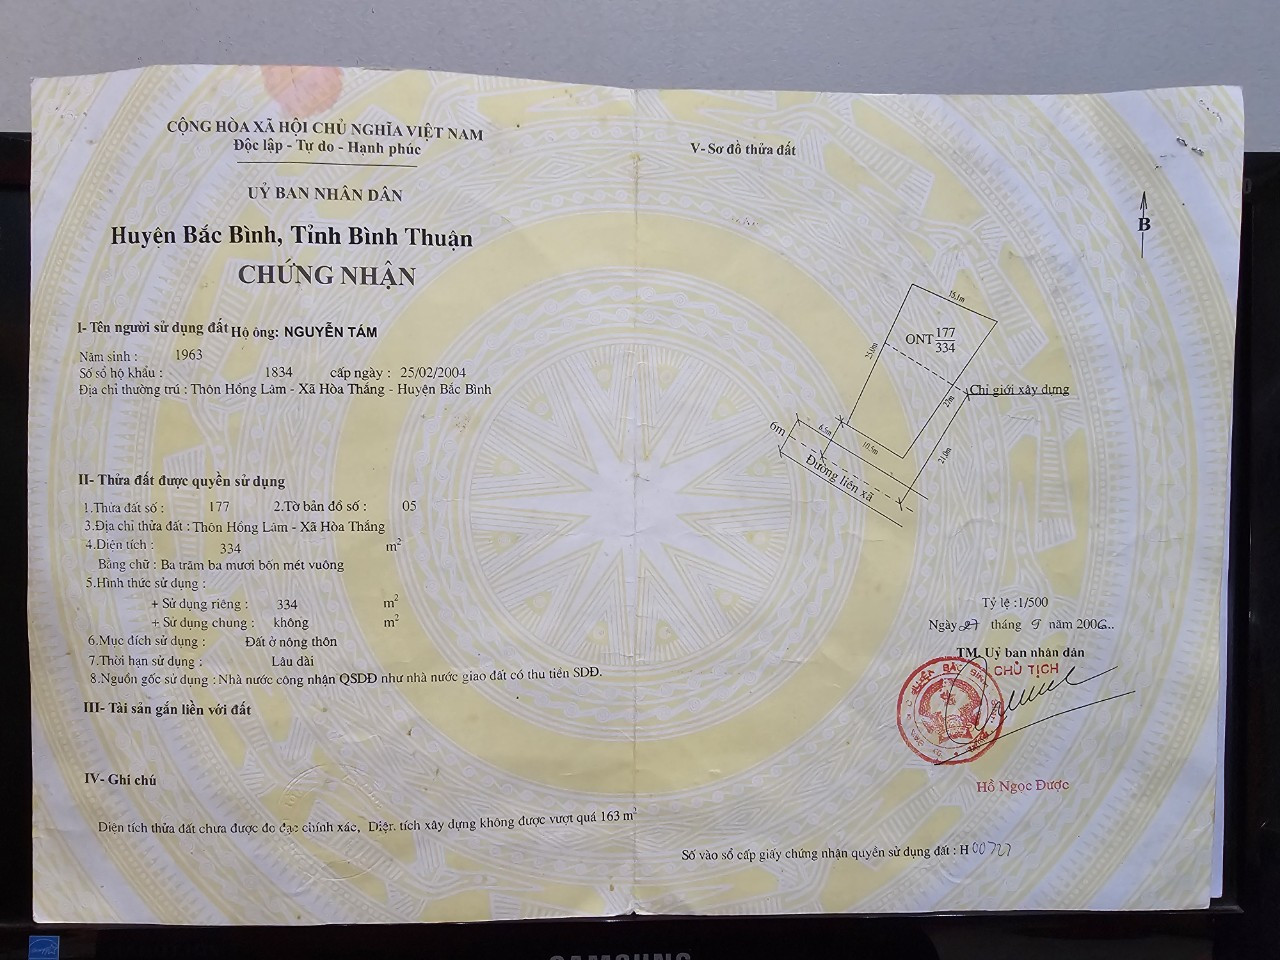 CỘNG HÒA XÃ HỘI CHỦ NGHĨA VIỆT NAM
Độc lập - Tự do - Hạnh phúc
UỶ BAN NHÂN DÂN
Huyện Bắc Bình, Tỉnh Bình Thuận
CHỨNG NHẬN
I- Tên người sử dụng đất Hộ ông: NGUYỄN TÁM
Năm sinh : 1963
Số sổ hộ khẩu : 1834 cấp ngày : 25/02/2004
Địa chỉ thường trú : Thôn Hồng Lâm - Xã Hòa Thắng - Huyện Bắc Bình
II- Thửa đất được quyền sử dụng
1.Thửa đất số : 177 2.Tờ bản đồ số : 05
3.Địa chỉ thửa đất : Thôn Hồng Lâm - Xã Hòa Thắng
4.Diện tích : 334 m²
Bằng chữ : Ba trăm ba mươi bốn mét vuông
5.Hình thức sử dụng :
+ Sử dụng riêng : 334 m²
+ Sử dụng chung : không m²
6.Mục đích sử dụng : Đất ở nông thôn
7.Thời hạn sử dụng : Lâu dài
8.Nguồn gốc sử dụng : Nhà nước công nhận QSDĐ như nhà nước giao đất có thu tiền SDĐ.
III- Tài sản gắn liền với đất
IV- Ghi chú
Diện tích thửa đất chưa được đo đạc chính xác, Diện tích xây dựng không được vượt quá 163 m²
V- Sơ đồ thửa đất
B
15,1m
ONT 177
334
25,0m
27m
Chỉ giới xây dựng
6m
6,5m
10,5m
21,0m
Đường liên xã
Tỷ lệ :1/500
Ngày 27 tháng 9 năm 2006..
TM. Uỷ ban nhân dân
CHỦ TỊCH
Hồ Ngọc Được
Số vào sổ cấp giấy chứng nhận quyền sử dụng đất : H 00727
SAMSUNG